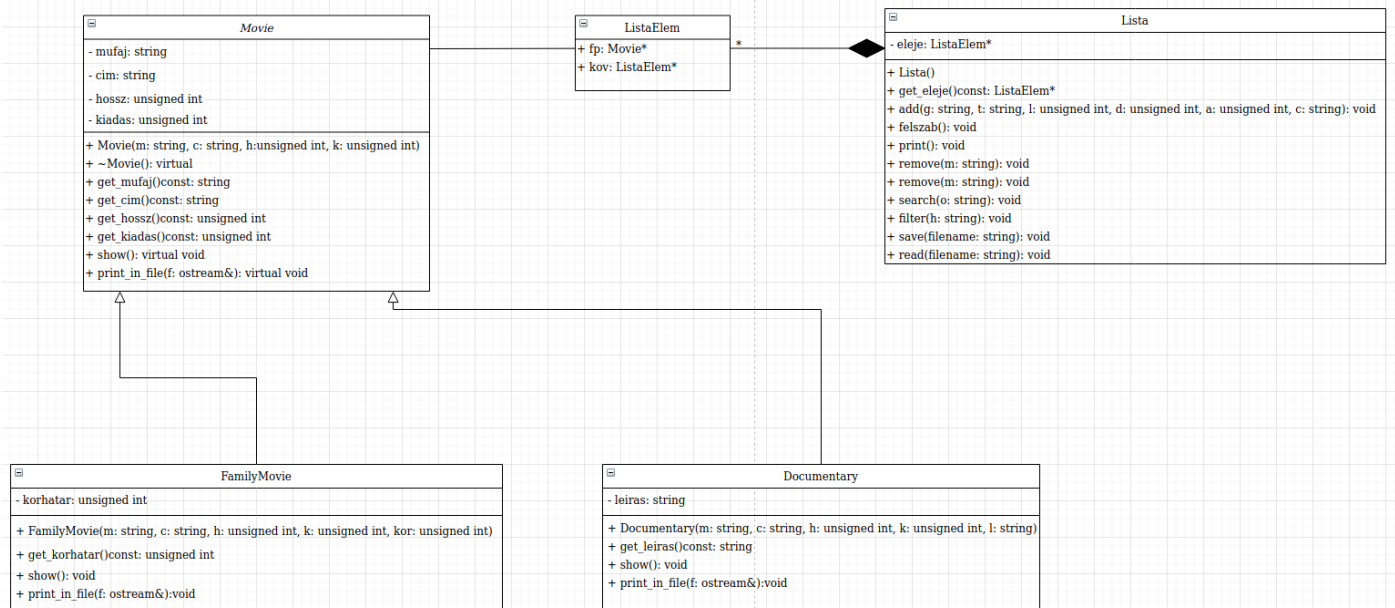 Movie
- mufaj: string
- cim: string
- hossz: unsigned int
- kiadas: unsigned int
+ Movie(m: string, c: string, h:unsigned int, k: unsigned int)
+ ~Movie(): virtual
+ get_mufaj()const: string
+ get_cim()const: string
+ get_hossz()const: unsigned int
+ get_kiadas()const: unsigned int
+ show(): virtual void
+ print_in_file(f: ostream&): virtual void
ListaElem
+ fp: Movie*
+ kov: ListaElem*
*
Lista
- eleje: ListaElem*
+ Lista()
+ get_eleje()const: ListaElem*
+ add(g: string, t: string, l: unsigned int, d: unsigned int, a: unsigned int, c: string): void
+ felszab(): void
+ print(): void
+ remove(m: string): void
+ remove(m: string): void
+ search(o: string): void
+ filter(h: string): void
+ save(filename: string): void
+ read(filename: string): void
FamilyMovie
- korhatar: unsigned int
+ FamilyMovie(m: string, c: string, h: unsigned int, k: unsigned int, kor: unsigned int)
+ get_korhatar()const: unsigned int
+ show(): void
+ print_in_file(f: ostream&):void
Documentary
- leiras: string
+ Documentary(m: string, c: string, h: unsigned int, k: unsigned int, l: string)
+ get_leiras()const: string
+ show(): void
+ print_in_file(f: ostream&):void